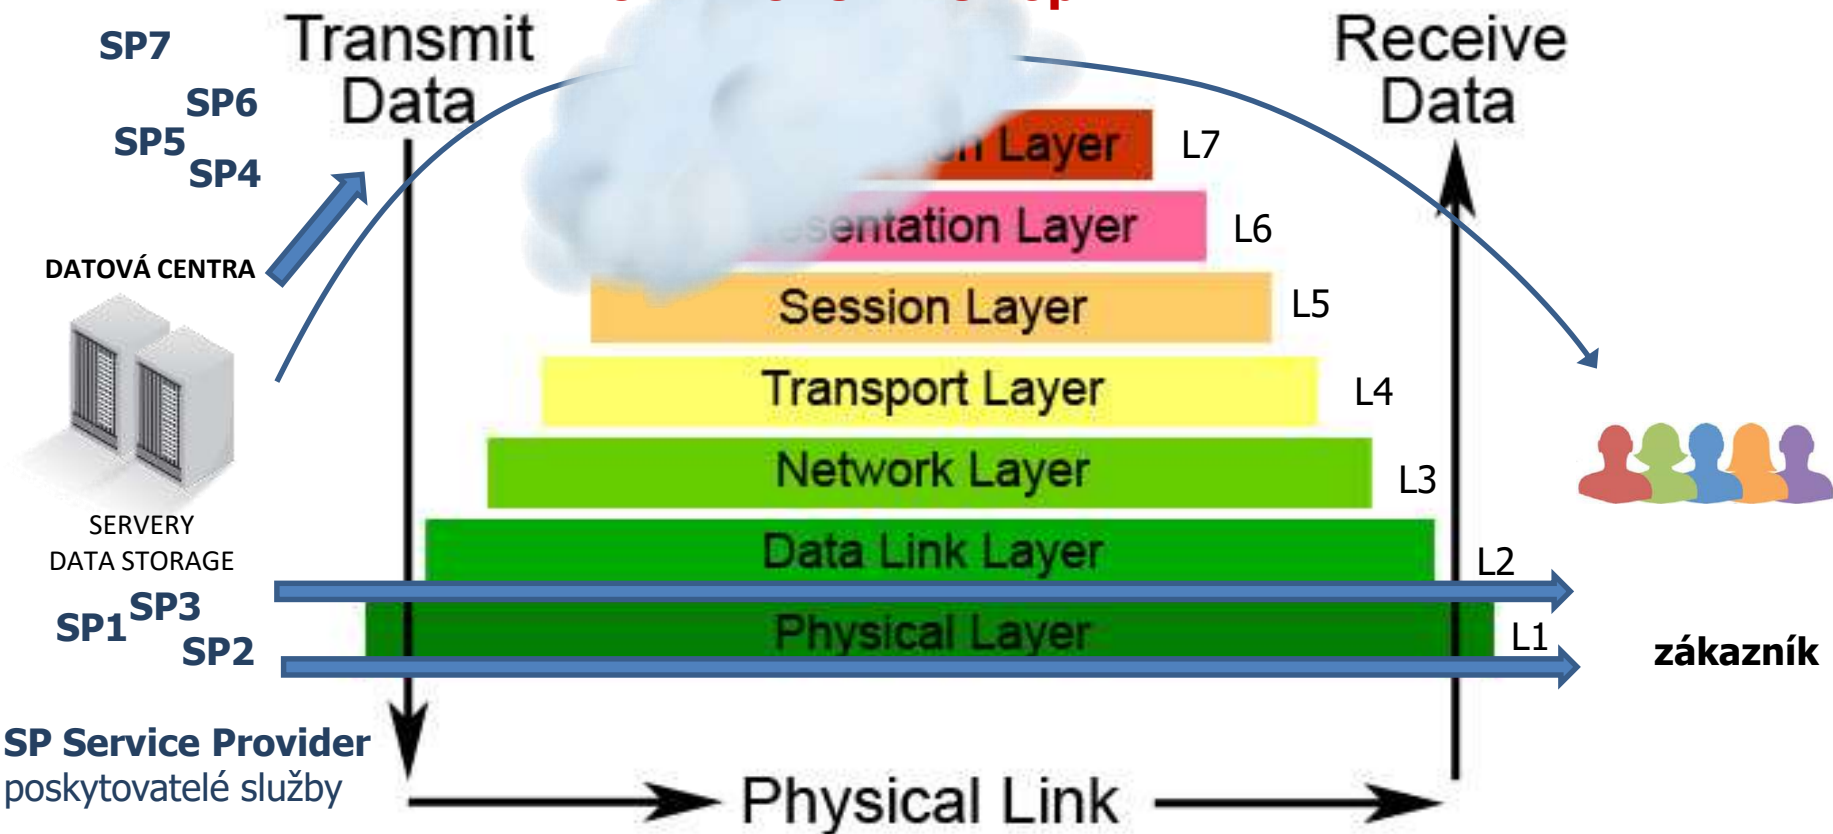 SP7
SP6
SP5
SP4
Transmit
Data
Receive
Data
Layer
L7
entation Layer
L6
DATOVÁ CENTRA
Session Layer
L5
Transport Layer
L4
Network Layer
L3
SERVERY
DATA STORAGE
Data Link Layer
L2
SP3
SP1
SP2
Physical Layer
L1
zákazník
SP Service Provider
poskytovatelé služby
Physical Link